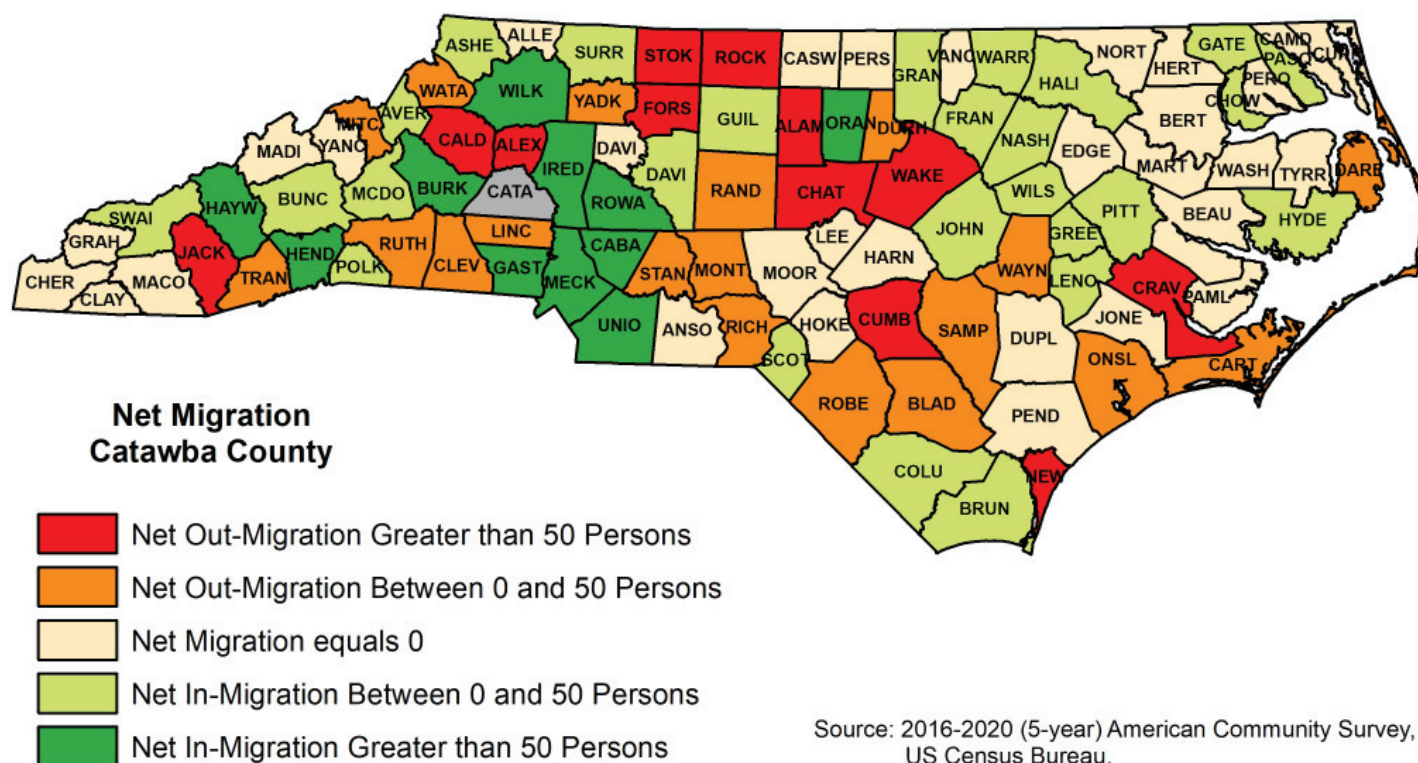 ASHE
ALLE
SURR
STOK
ROCK
CASW
PERS
GRAN
VANC
WARR
NORT
HERT
GATE
CAMD
PASQ
PERQ
CHOW
WATA
WILK
YADK
FORS
GUIL
ALAM
ORAN
DURH
FRAN
HALI
NASH
EDGE
BERT
MART
WASH
TYRR
DARE
MITC
AVER
YANC
MADI
CALD
ALEX
IRED
DAVI
DAVI
RAND
CHAT
WAKE
WILS
PITT
BEAU
HYDE
BUNC
MCDO
BURK
CATA
ROWA
HAYW
SWAI
GRAH
CHER
CLAY
MACO
JACK
TRAN
HEND
POLK
RUTH
CLEV
LINC
GAST
MECK
CABA
STAN
MONT
MOOR
LEE
HARN
JOHN
WAYN
GREE
LENO
CRAV
PAML
UNIO
ANSO
RICH
SCOT
HOKE
CUMB
SAMP
DUPL
JONE
ONSL
CART
ROBE
BLAD
PEND
COLU
BRUN
NEW
Net Migration
Catawba County
Net Out-Migration Greater than 50 Persons
Net Out-Migration Between 0 and 50 Persons
Net Migration equals 0
Net In-Migration Between 0 and 50 Persons
Net In-Migration Greater than 50 Persons
Source: 2016-2020 (5-year) American Community Survey,
US Census Bureau.